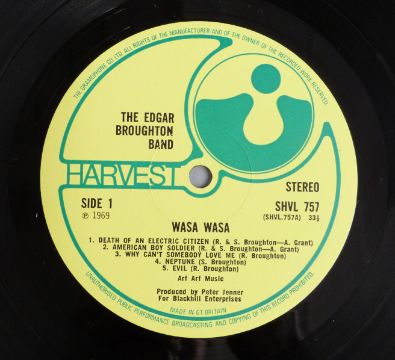 THE GRAMOPHONE CO LTD. ALL RIGHTS OF THE MANUFACTURER AND OF THE OWNER OF THE RECORDED WORK RESERVED.
THE EDGAR
BROUGHTON
BAND
HARVEST
SIDE 1
℗ 1969
STEREO
SHVL 757
(SHVL.757A) 33⅓
WASA WASA
1. DEATH OF AN ELECTRIC CITIZEN (R. & S. Broughton—A. Grant)
2. AMERICAN BOY SOLDIER (R. & S. Broughton—A. Grant)
3. WHY CAN'T SOMEBODY LOVE ME (R. Broughton)
4. NEPTUNE (S. Broughton)
5. EVIL (R. Broughton)
Art Art Music
Produced by Peter Jenner
For Blackhill Enterprises
MADE IN GT BRITAIN
UNAUTHORISED PUBLIC PERFORMANCE BROADCASTING AND COPYING OF THIS RECORD PROHIBITED.